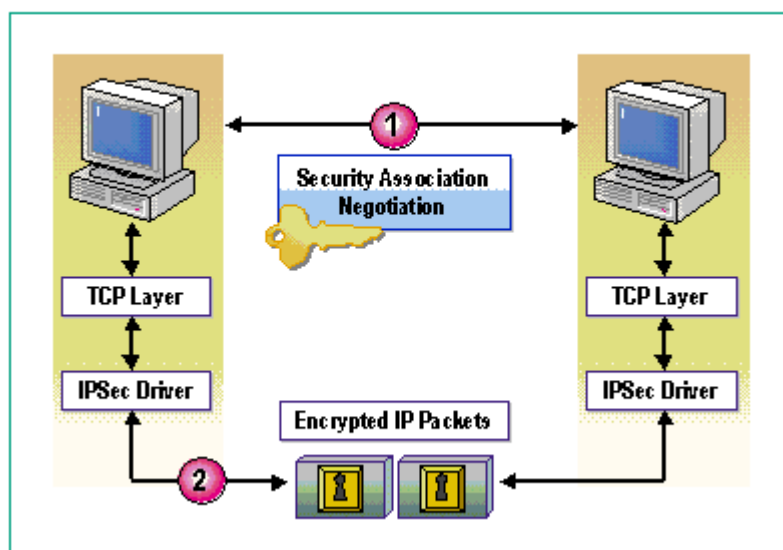 1
Security Association
Negotiation
TCP Layer
TCP Layer
IPSec Driver
IPSec Driver
Encrypted IP Packets
2